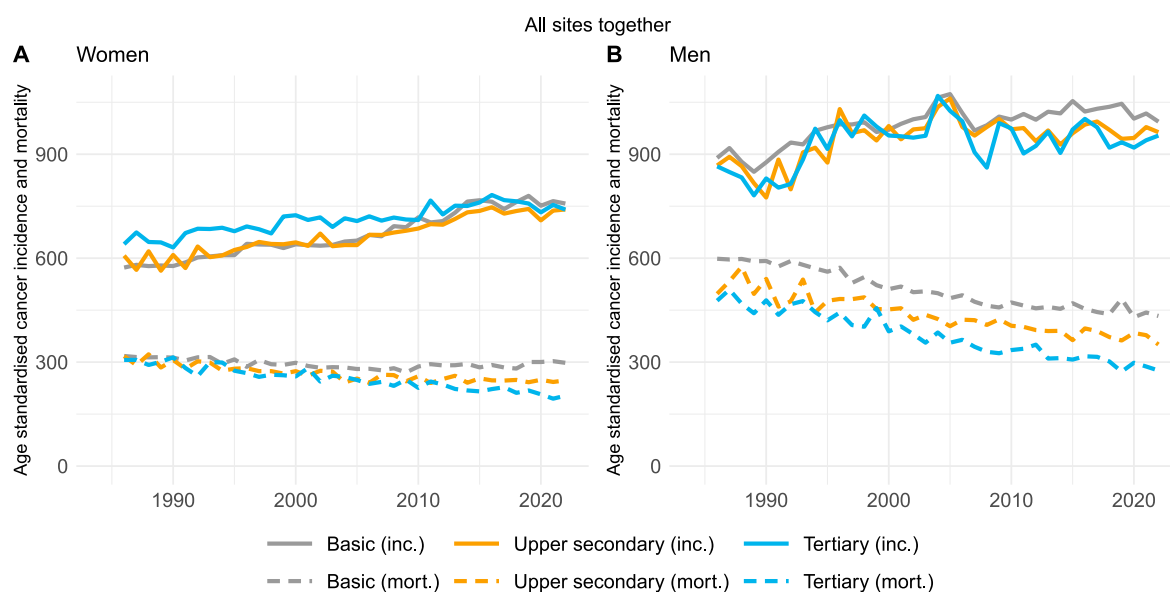 All sites together
A Women
Age standardised cancer incidence and mortality
900
600
300
0
1990 2000 2010 2020
B Men
Age standardised cancer incidence and mortality
900
600
300
0
1990 2000 2010 2020
Basic (inc.) Upper secondary (inc.) Tertiary (inc.)
Basic (mort.) Upper secondary (mort.) Tertiary (mort.)